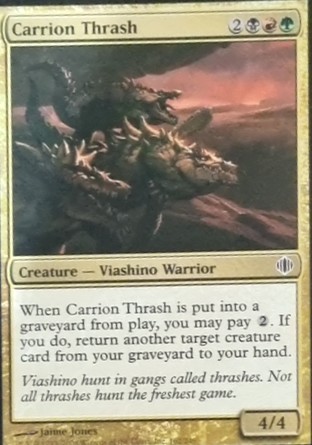 Carrion Thrash 2
Creature — Viashino Warrior
When Carrion Thrash is put into a
graveyard from play, you may pay 2. If
you do, return another target creature
card from your graveyard to your hand.
Viashino hunt in gangs called thrashes. Not
all thrashes hunt the freshest game.
Jaime Jones
4/4